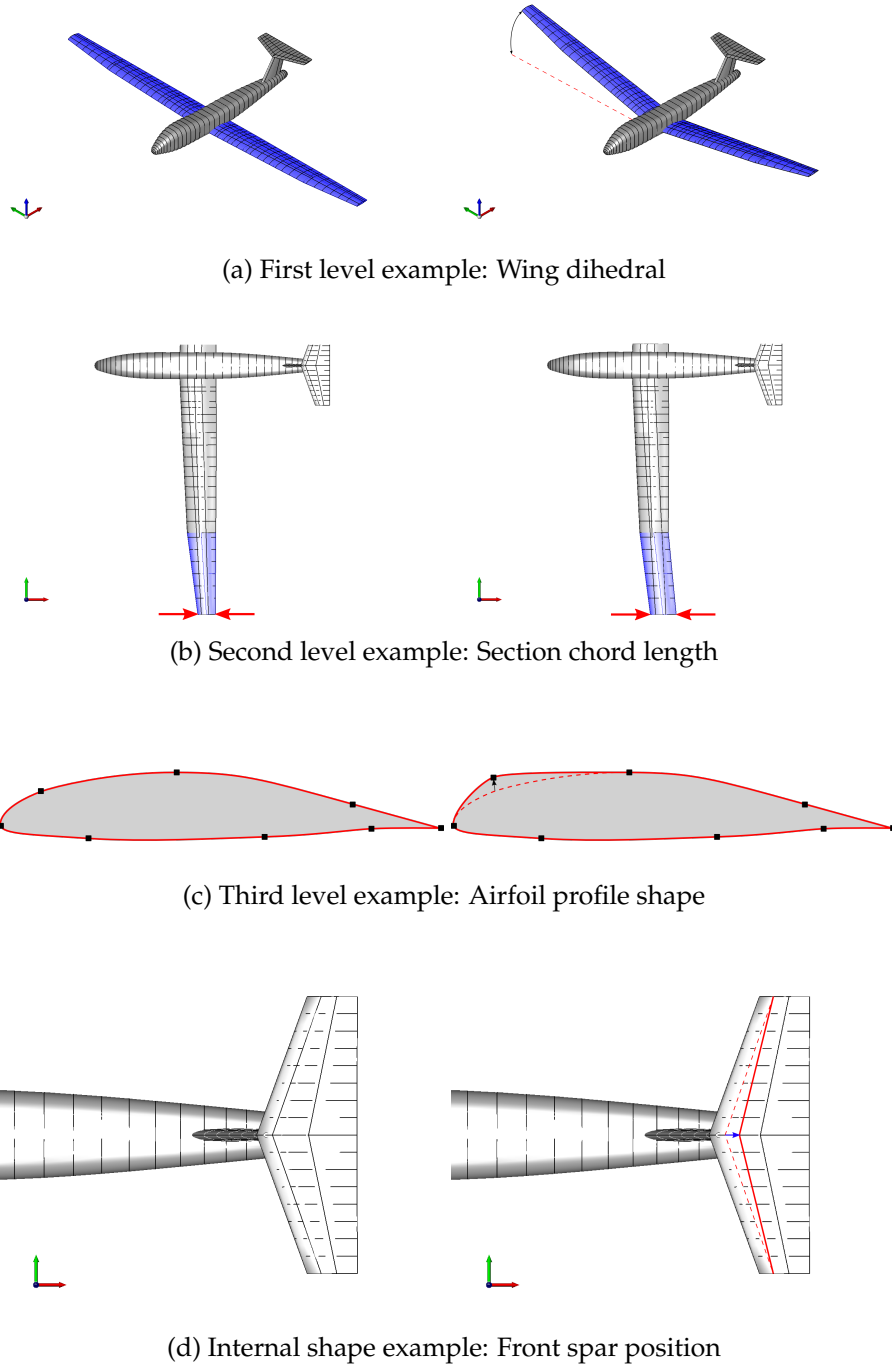 (a) First level example: Wing dihedral
(b) Second level example: Section chord length
(c) Third level example: Airfoil profile shape
(d) Internal shape example: Front spar position